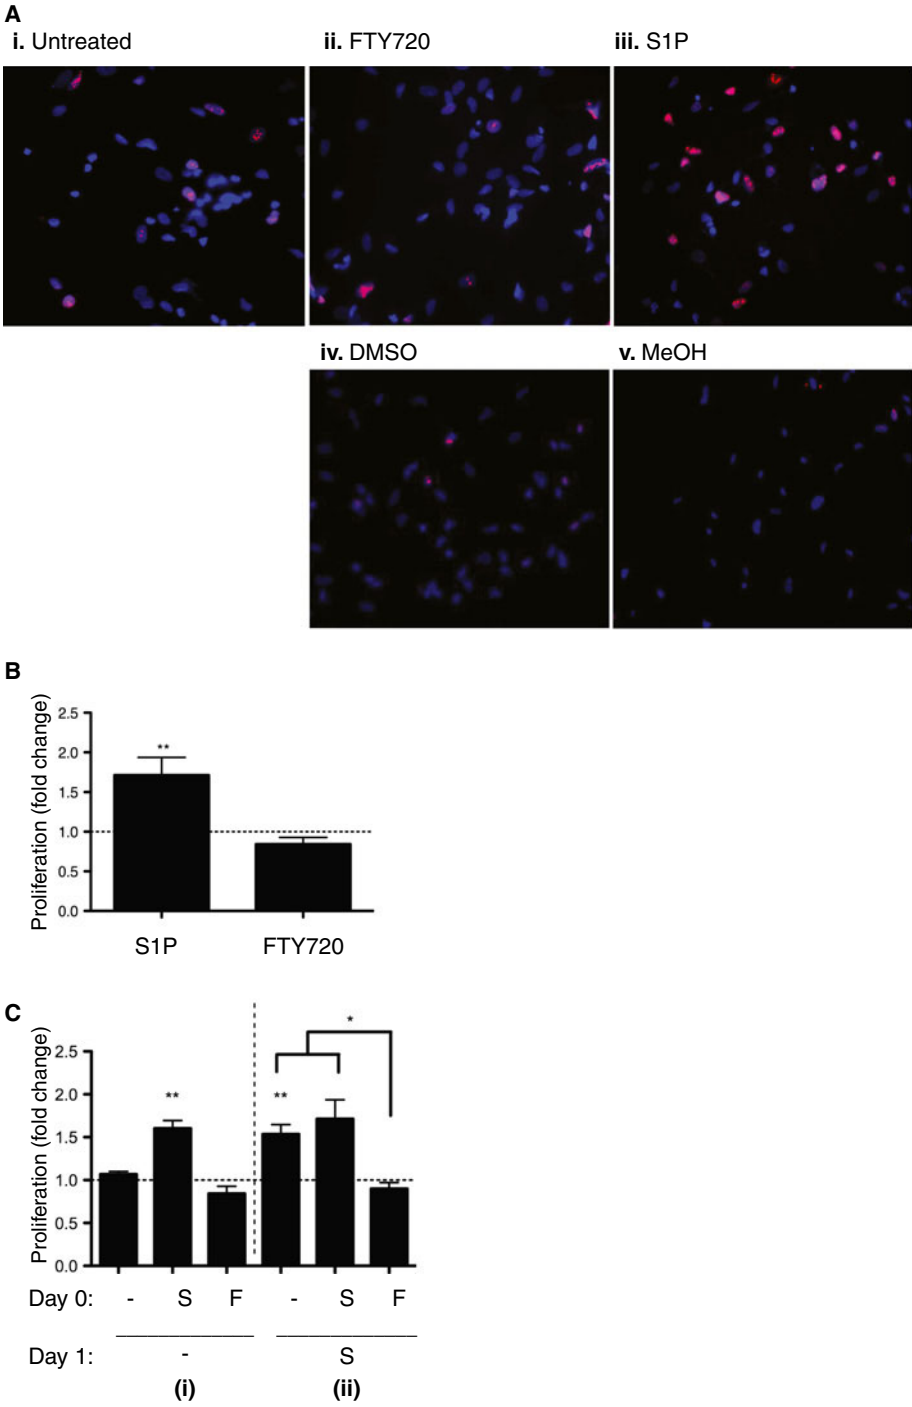 A
i. Untreated
ii. FTY720
iii. S1P
iv. DMSO
v. MeOH
B
Proliferation (fold change)
2.5
2.0
1.5
1.0
0.5
0.0
**
S1P
FTY720
C
Proliferation (fold change)
2.5
2.0
1.5
1.0
0.5
0.0
**
**
*
Day 0: - S F - S F
Day 1: - S
(i) (ii)